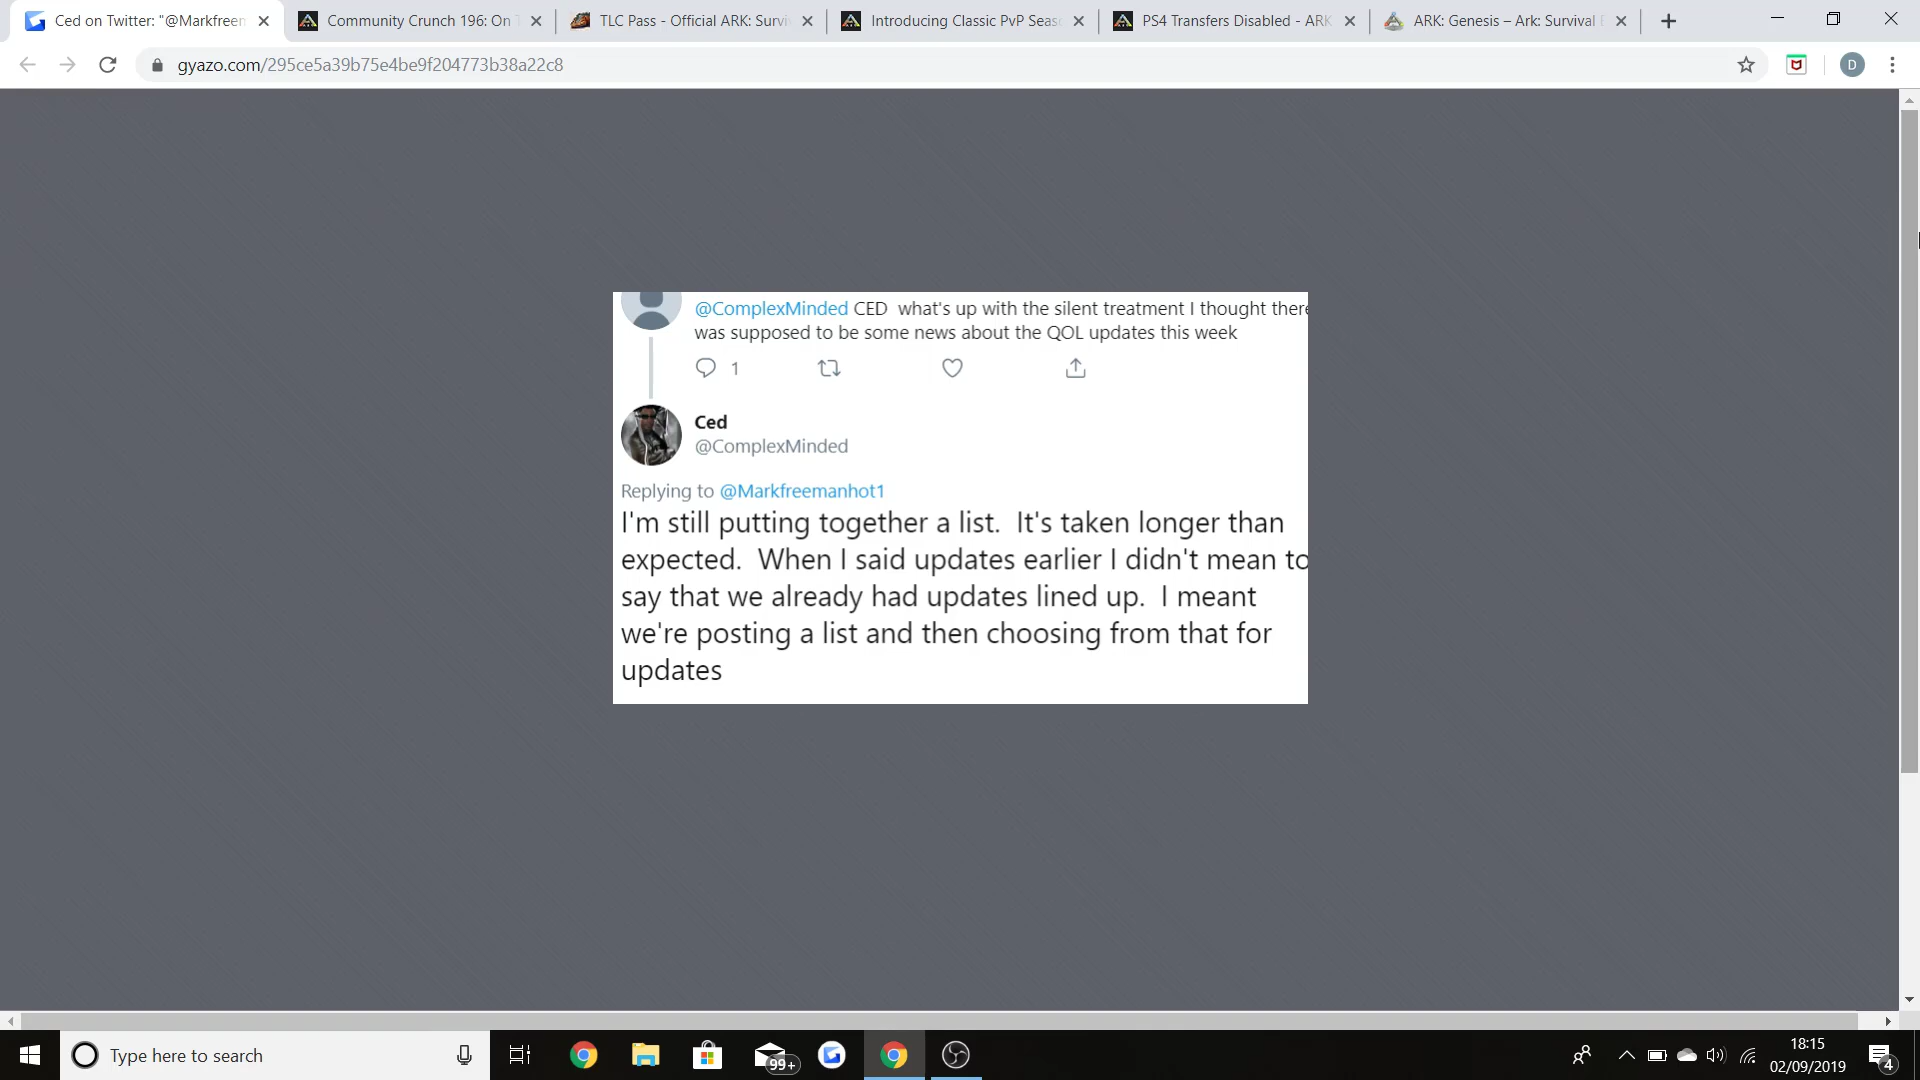 Ced on Twitter: "@Markfreem
Community Crunch 196: On T
TLC Pass - Official ARK: Survi
Introducing Classic PvP Seas
PS4 Transfers Disabled - ARK
ARK: Genesis – Ark: Survival E
gyazo.com/295ce5a39b75e4be9f204773b38a22c8
D
@ComplexMinded CED what's up with the silent treatment I thought there
was supposed to be some news about the QOL updates this week
1
Ced
@ComplexMinded
Replying to @Markfreemanhot1
I'm still putting together a list. It's taken longer than
expected. When I said updates earlier I didn't mean to
say that we already had updates lined up. I meant
we're posting a list and then choosing from that for
updates
Type here to search
99+
18:15
02/09/2019
4